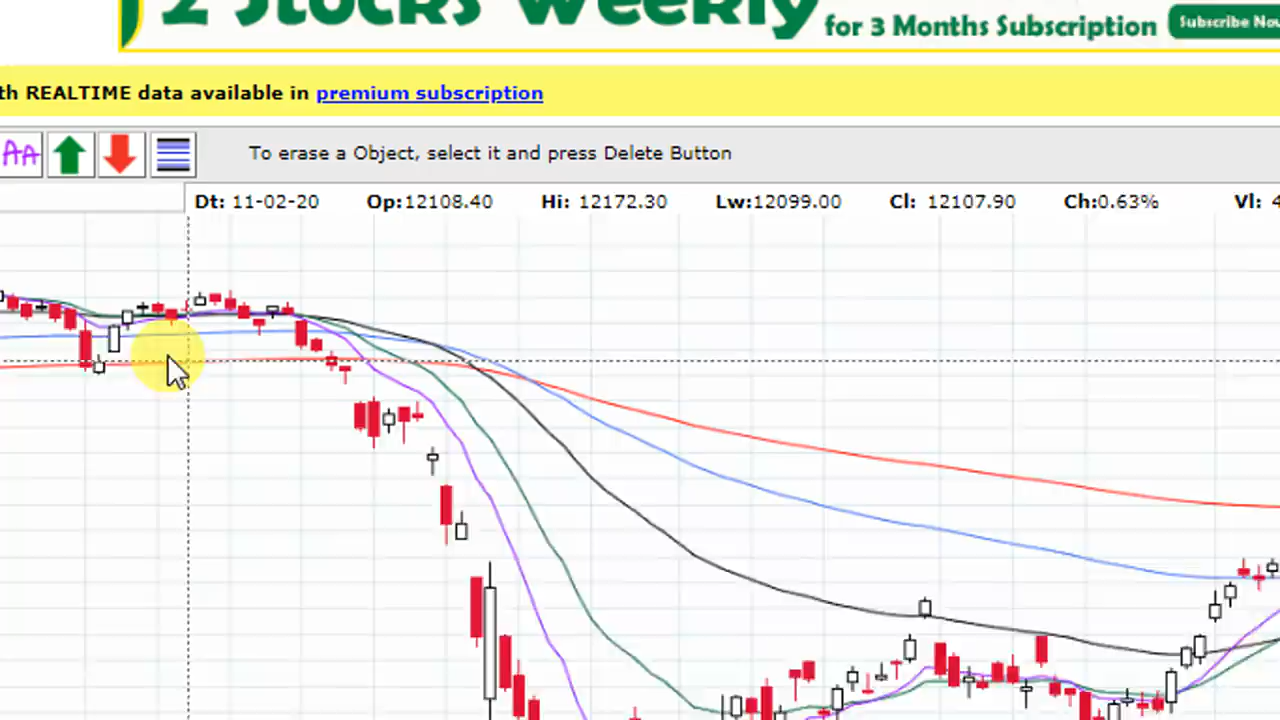 2 Stocks Weekly for 3 Months Subscription Subscribe Now
th REALTIME data available in premium subscription
AA To erase a Object, select it and press Delete Button
Dt: 11-02-20 Op:12108.40 Hi: 12172.30 Lw:12099.00 Cl: 12107.90 Ch:0.63% Vl: 4